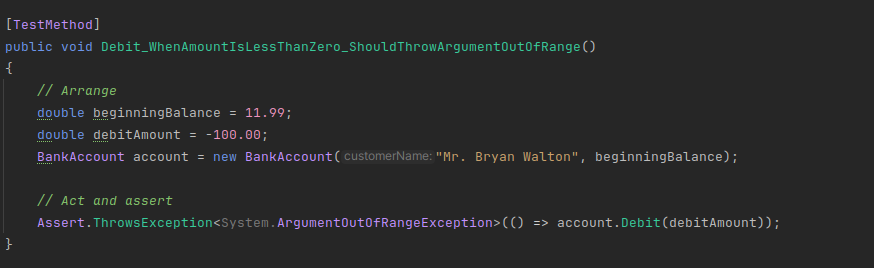 [TestMethod]
public void Debit_WhenAmountIsLessThanZero_ShouldThrowArgumentOutOfRange()
{
// Arrange
double beginningBalance = 11.99;
double debitAmount = -100.00;
BankAccount account = new BankAccount( customerName: "Mr. Bryan Walton", beginningBalance);
// Act and assert
Assert.ThrowsException<System.ArgumentOutOfRangeException>(() => account.Debit(debitAmount));
}